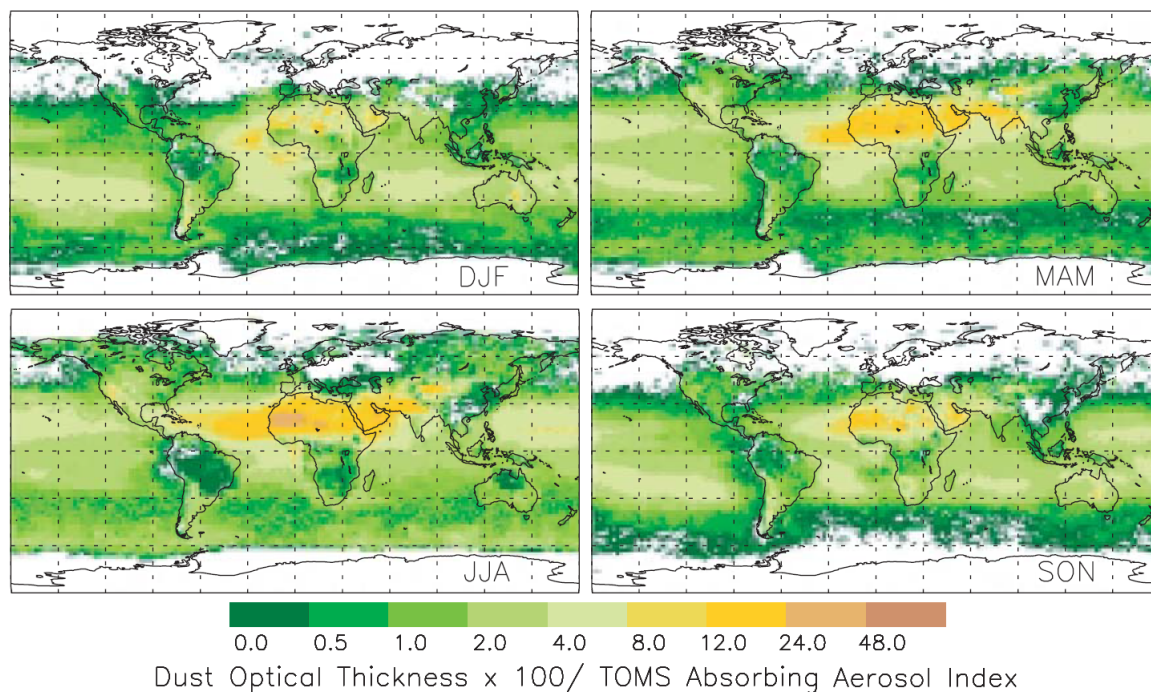 DJF
MAM
JJA
SON
0.0 0.5 1.0 2.0 4.0 8.0 12.0 24.0 48.0
Dust Optical Thickness x 100/ TOMS Absorbing Aerosol Index